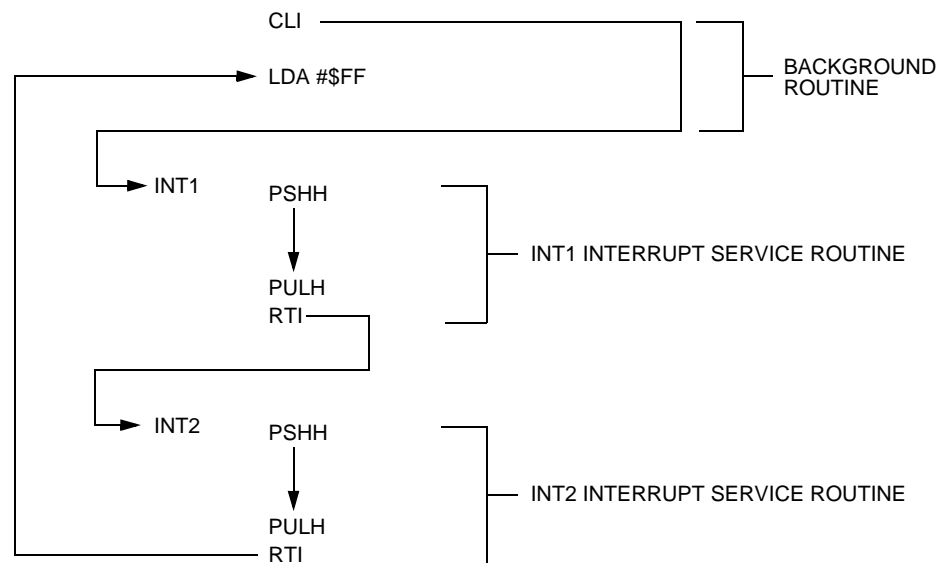 CLI
LDA #$FF
BACKGROUND
ROUTINE
INT1
PSHH
INT1 INTERRUPT SERVICE ROUTINE
PULH
RTI
INT2
PSHH
INT2 INTERRUPT SERVICE ROUTINE
PULH
RTI